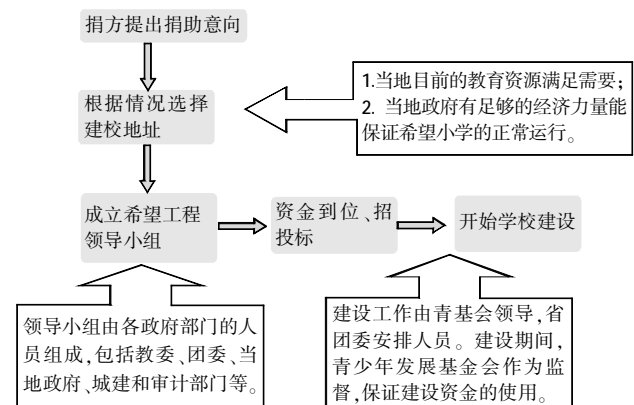 捐方提出捐助意向
根据情况选择
建校地址
1.当地目前的教育资源满足需要；
2. 当地政府有足够的经济力量能
保证希望小学的正常运行。
成立希望工程
领导小组
资金到位、招
投标
开始学校建设
领导小组由各政府部门的人
员组成，包括教委、团委、当
地政府、城建和审计部门等。
建设工作由青基会领导，省
团委安排人员。建设期间，
青少年发展基金会作为监
督，保证建设资金的使用。